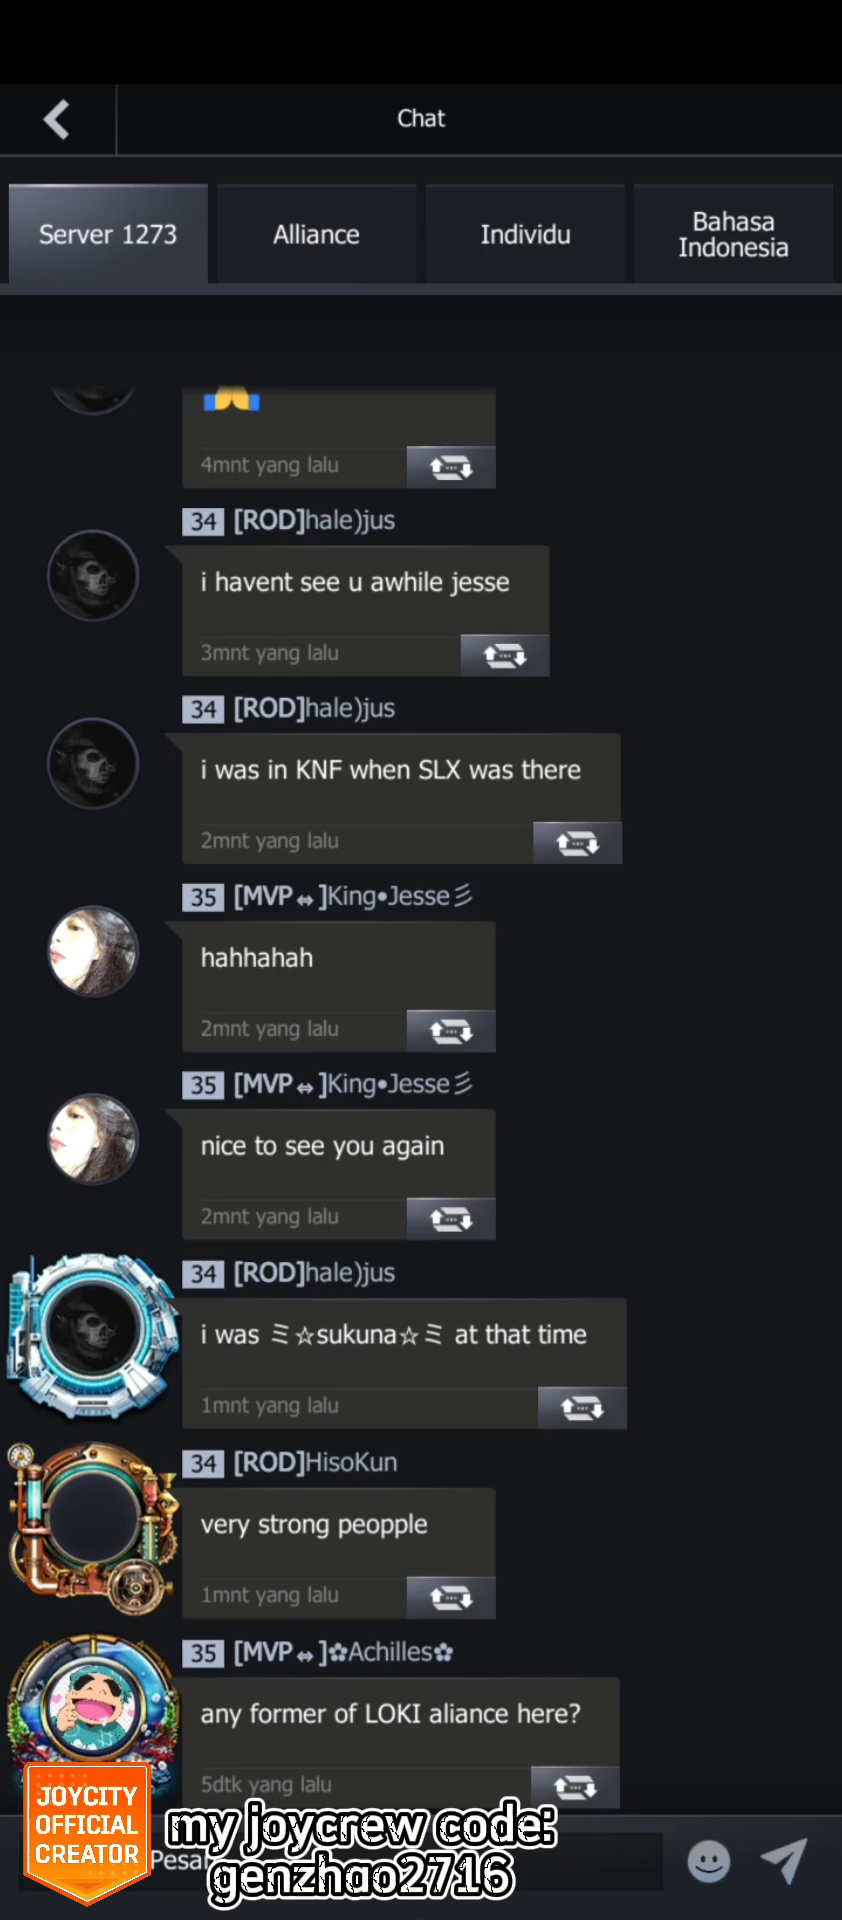 Chat
Server 1273
Alliance
Individu
Bahasa
Indonesia
4mnt yang lalu
34 [ROD]hale)jus
i havent see u awhile jesse
3mnt yang lalu
34 [ROD]hale)jus
i was in KNF when SLX was there
2mnt yang lalu
35 [MVP⇔]King•Jesse彡
hahhahah
2mnt yang lalu
35 [MVP⇔]King•Jesse彡
nice to see you again
2mnt yang lalu
34 [ROD]hale)jus
i was ミ☆sukuna☆ミ at that time
1mnt yang lalu
34 [ROD]HisoKun
very strong peopple
1mnt yang lalu
35 [MVP⇔]✿Achilles✿
any former of LOKI aliance here?
5dtk yang lalu
JOYCITY
OFFICIAL
CREATOR
my joycrew code:
genzhao2716